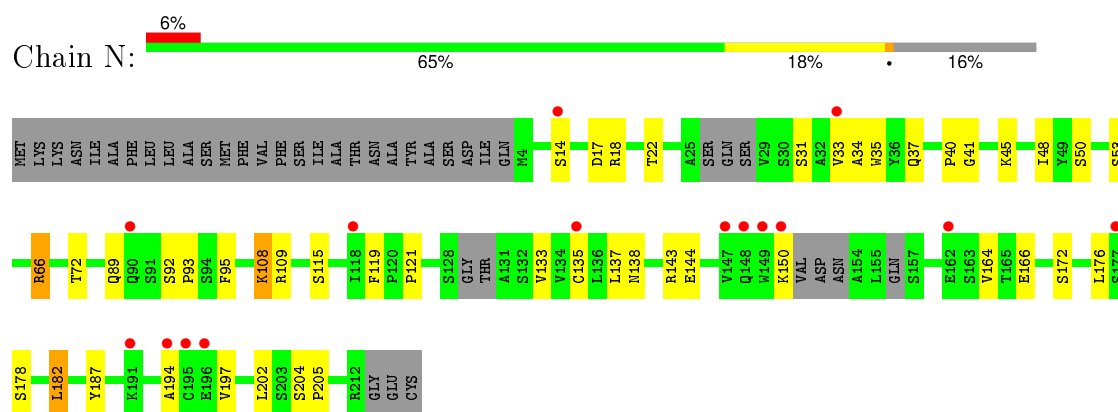 6%
Chain N:
65% 18% • 16%
MET LYS LYS ASN ILE ALA PHE LEU LEU ALA SER MET PHE VAL PHE SER ILE ALA THR ASN ALA TYR ALA SER ASP ILE GLN M4 S14 D17 R18 T22 A25 SER GLN SER V29 S30 S31 A32 V33 A34 W35 Y36 Q37 P40 G41 K45 I48 Y49 S50 S53
R66 T72 Q89 Q90 S91 S92 P93 S94 F95 K108 R109 S115 I118 F119 P120 P121 S128 GLY THR A131 S132 V133 V134 C135 L136 L137 N138 R143 E144 V147 Q148 W149 K150 VAL ASP ASN A154 L155 GLN S157 E162 S163 V164 T165 E166 S172 L176 S177
S178 L182 Y187 K191 A194 C195 E196 V197 L202 S203 S204 P205 R212 GLY GLU CYS